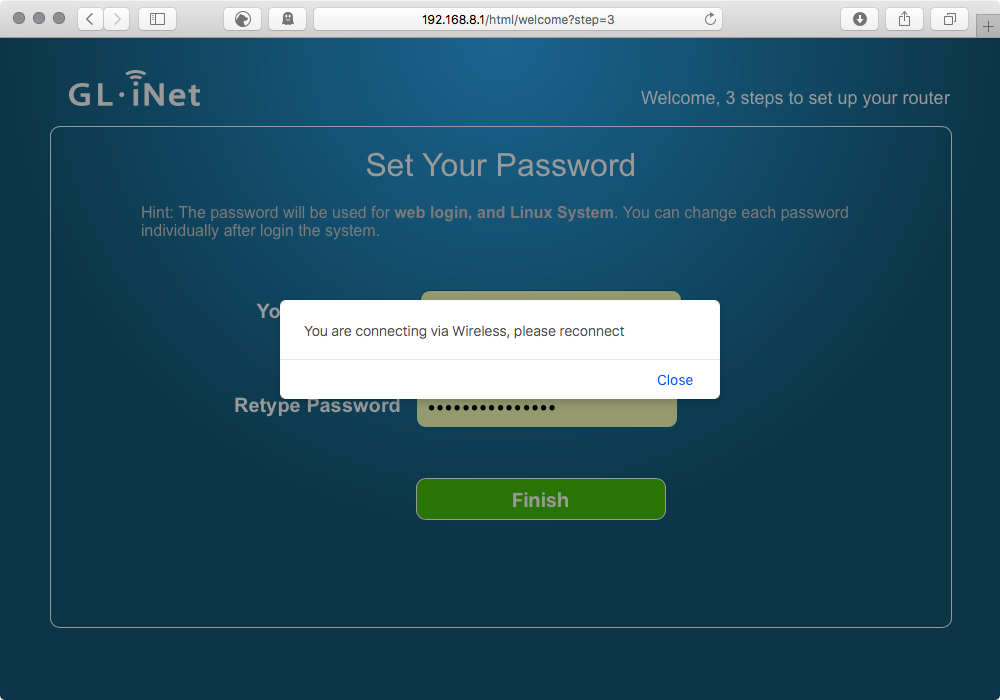 192.168.8.1/html/welcome?step=3
GL·iNet
Welcome, 3 steps to set up your router
Set Your Password
Hint: The password will be used for web login, and Linux System. You can change each password
individually after login the system.
Yo
You are connecting via Wireless, please reconnect
Close
Retype Password •••••••••••••••
Finish